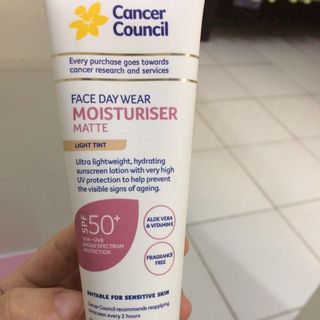 Cancer
Council
Every purchase goes towards
cancer research and services
FACE DAY WEAR
MOISTURISER
MATTE
LIGHT TINT
Ultra lightweight, hydrating
sunscreen lotion with very high
UV protection to help prevent
the visible signs of ageing.
SPF 50+
UVA + UVB
BROAD SPECTRUM
PROTECTION
ALOE VERA
& VITAMIN E
FRAGRANCE
FREE
SUITABLE FOR SENSITIVE SKIN
Cancer Council recommends reapplying
sunscreen every 2 hours